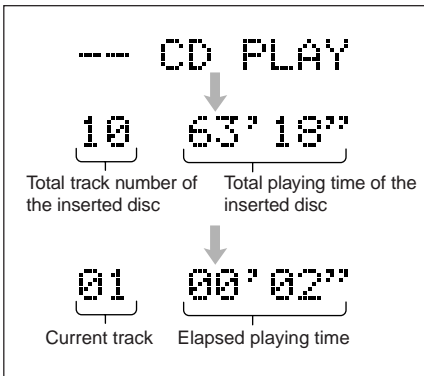 -- CD PLAY
10 63'18"
Total track number of the inserted disc
Total playing time of the inserted disc
01 00'02"
Current track Elapsed playing time